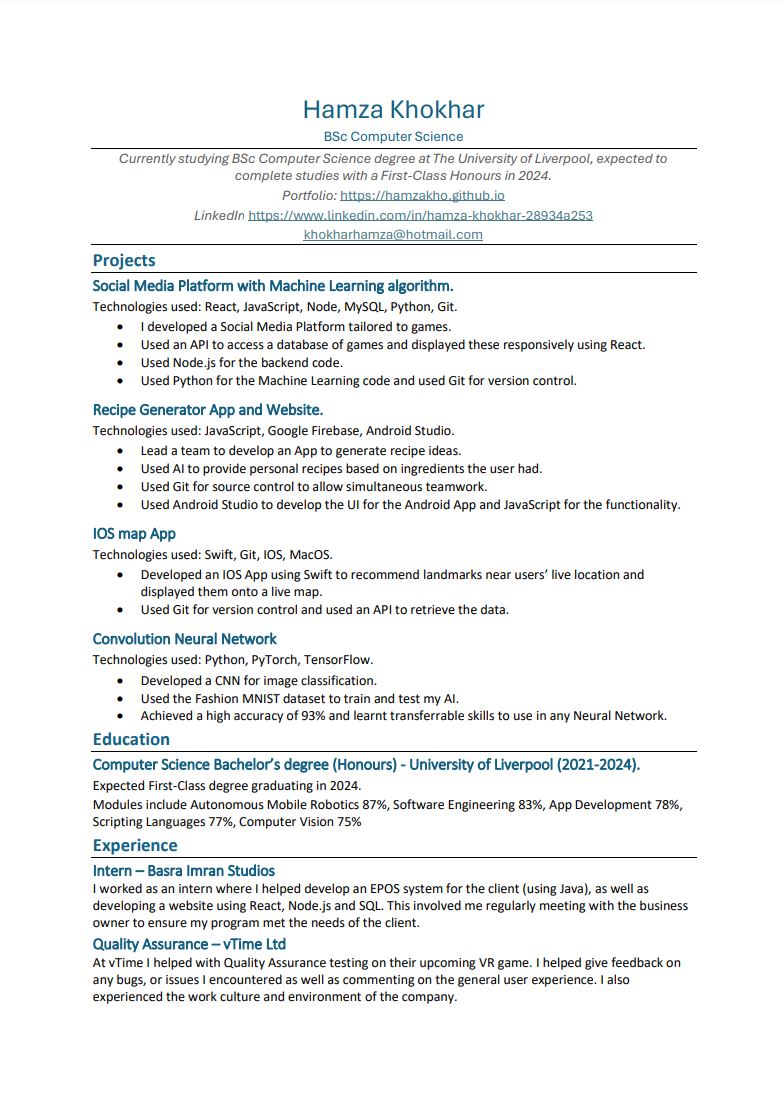 Hamza Khokhar
BSc Computer Science
Currently studying BSc Computer Science degree at The University of Liverpool, expected to
complete studies with a First-Class Honours in 2024.
Portfolio: https://hamzakho.github.io
LinkedIn https://www.linkedin.com/in/hamza-khokhar-28934a253
khokharhamza@hotmail.com
Projects
Social Media Platform with Machine Learning algorithm.
Technologies used: React, JavaScript, Node, MySQL, Python, Git.
• I developed a Social Media Platform tailored to games.
• Used an API to access a database of games and displayed these responsively using React.
• Used Node.js for the backend code.
• Used Python for the Machine Learning code and used Git for version control.
Recipe Generator App and Website.
Technologies used: JavaScript, Google Firebase, Android Studio.
• Lead a team to develop an App to generate recipe ideas.
• Used AI to provide personal recipes based on ingredients the user had.
• Used Git for source control to allow simultaneous teamwork.
• Used Android Studio to develop the UI for the Android App and JavaScript for the functionality.
IOS map App
Technologies used: Swift, Git, IOS, MacOS.
• Developed an IOS App using Swift to recommend landmarks near users’ live location and
displayed them onto a live map.
• Used Git for version control and used an API to retrieve the data.
Convolution Neural Network
Technologies used: Python, PyTorch, TensorFlow.
• Developed a CNN for image classification.
• Used the Fashion MNIST dataset to train and test my AI.
• Achieved a high accuracy of 93% and learnt transferrable skills to use in any Neural Network.
Education
Computer Science Bachelor’s degree (Honours) - University of Liverpool (2021-2024).
Expected First-Class degree graduating in 2024.
Modules include Autonomous Mobile Robotics 87%, Software Engineering 83%, App Development 78%,
Scripting Languages 77%, Computer Vision 75%
Experience
Intern – Basra Imran Studios
I worked as an intern where I helped develop an EPOS system for the client (using Java), as well as
developing a website using React, Node.js and SQL. This involved me regularly meeting with the business
owner to ensure my program met the needs of the client.
Quality Assurance – vTime Ltd
At vTime I helped with Quality Assurance testing on their upcoming VR game. I helped give feedback on
any bugs, or issues I encountered as well as commenting on the general user experience. I also
experienced the work culture and environment of the company.